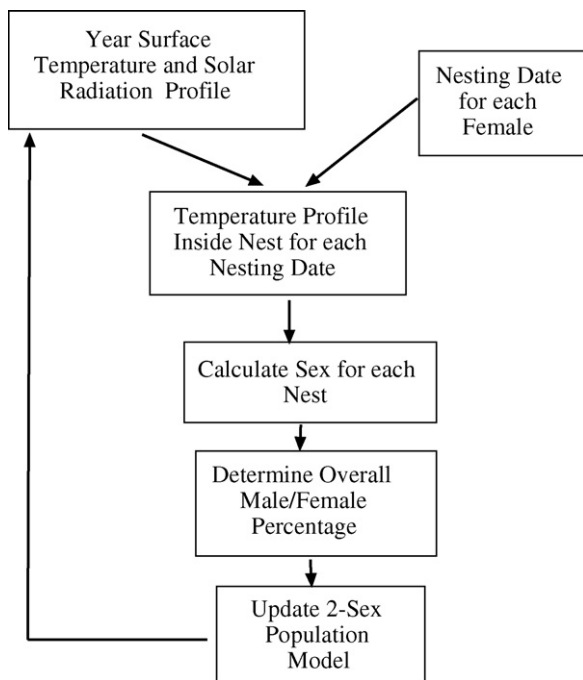 Year Surface
Temperature and Solar
Radiation Profile
Nesting Date
for each
Female
Temperature Profile
Inside Nest for each
Nesting Date
Calculate Sex for each
Nest
Determine Overall
Male/Female
Percentage
Update 2-Sex
Population
Model